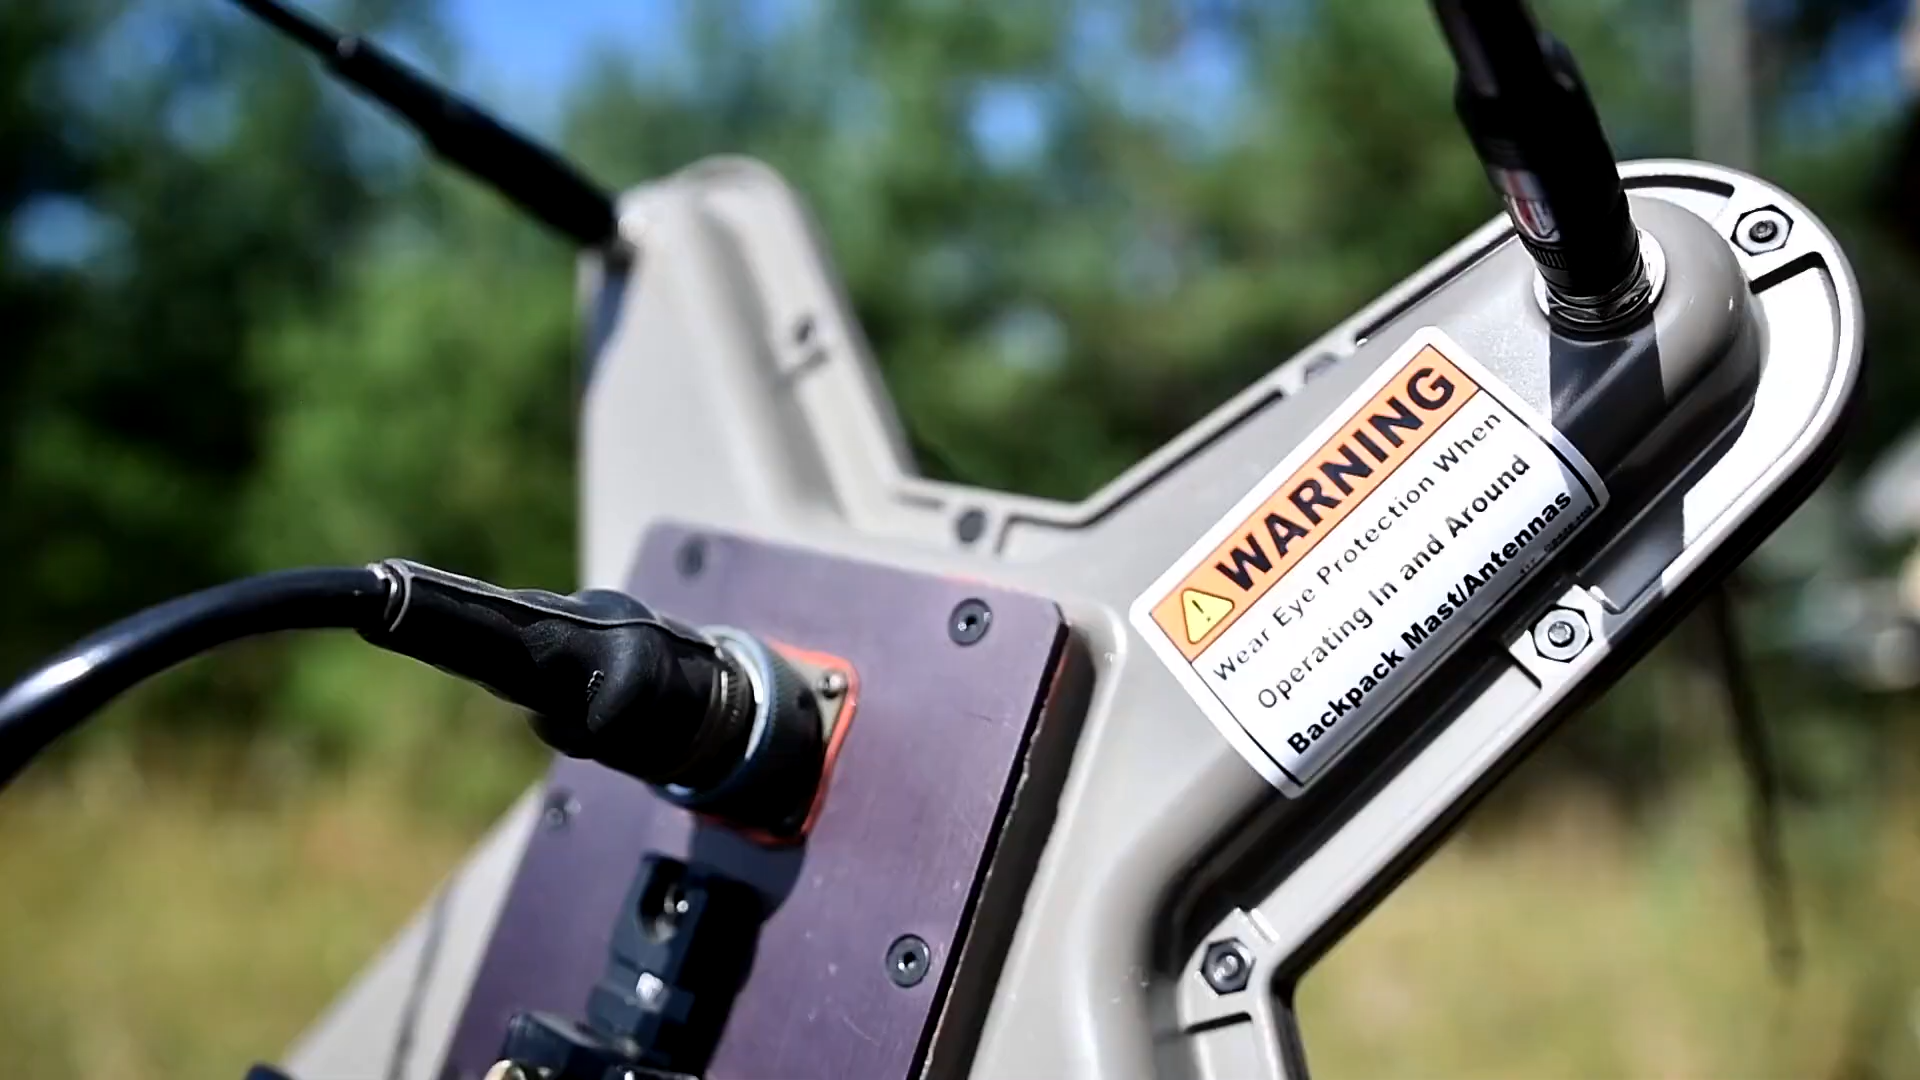 WARNING
Wear Eye Protection When
Operating In and Around
Backpack Mast/Antennas